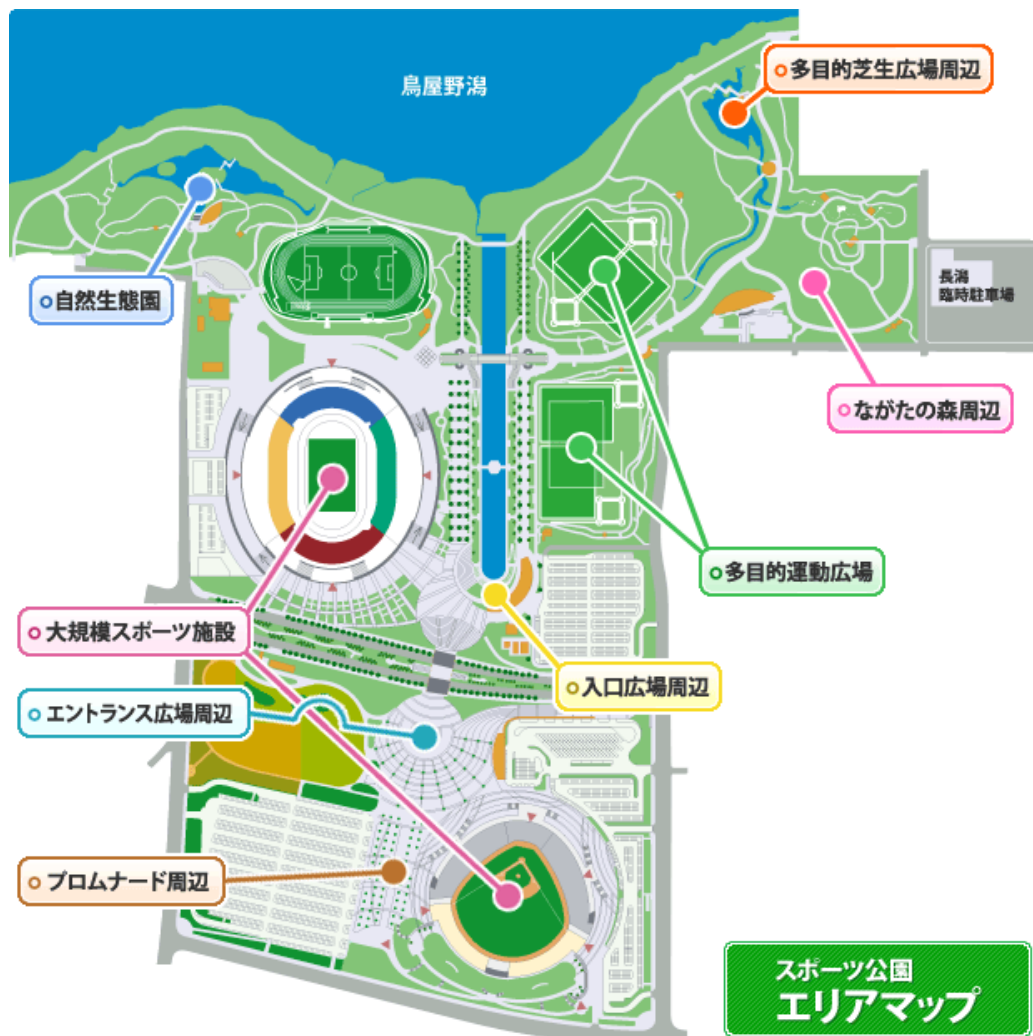 鳥屋野潟
多目的芝生広場周辺
自然生態園
長潟
臨時駐車場
ながたの森周辺
多目的運動広場
大規模スポーツ施設
入口広場周辺
エントランス広場周辺
プロムナード周辺
スポーツ公園
エリアマップ